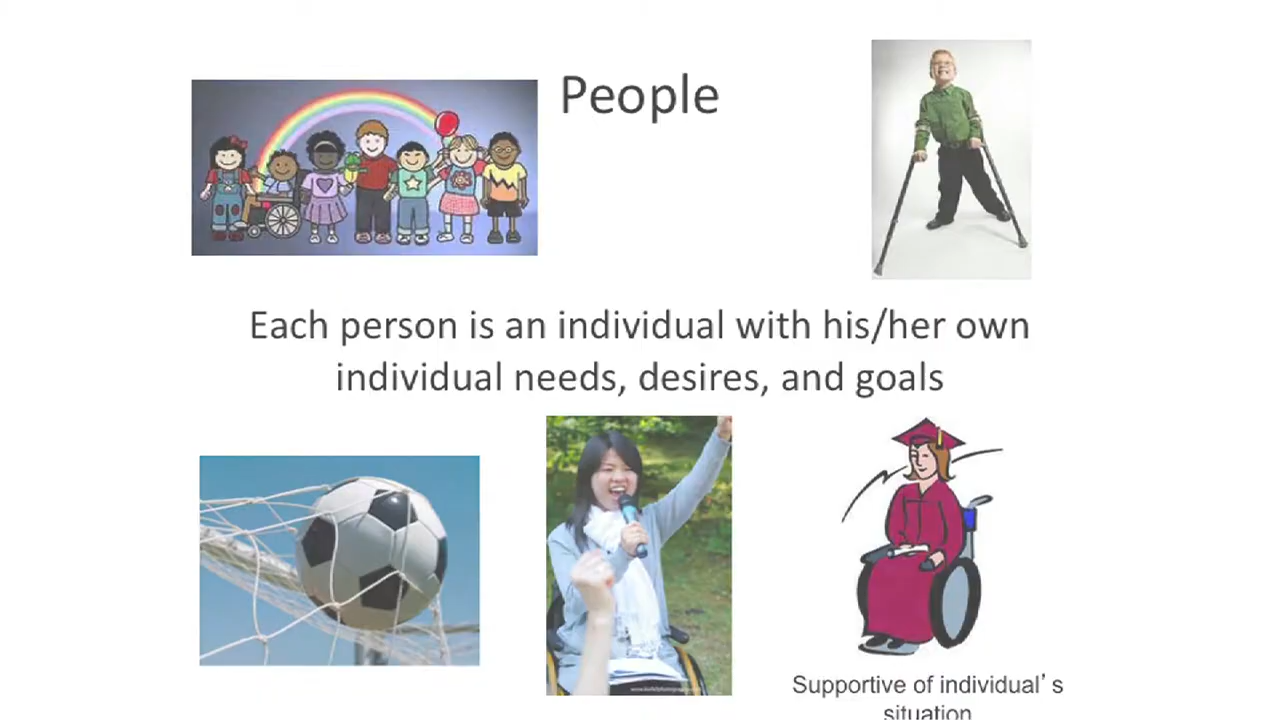 People
Each person is an individual with his/her own
individual needs, desires, and goals
Supportive of individual's
situation